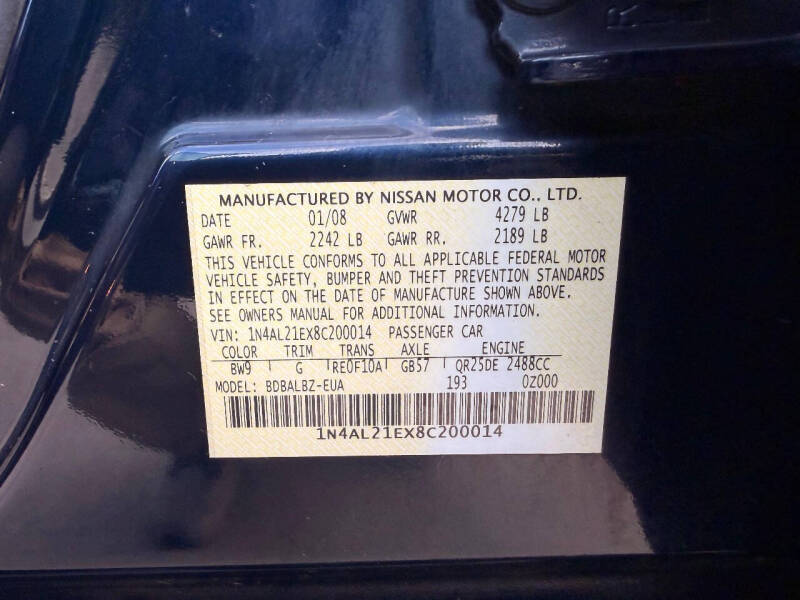 MANUFACTURED BY NISSAN MOTOR CO., LTD.
DATE 01/08 GVWR 4279 LB
GAWR FR. 2242 LB GAWR RR. 2189 LB
THIS VEHICLE CONFORMS TO ALL APPLICABLE FEDERAL MOTOR
VEHICLE SAFETY, BUMPER AND THEFT PREVENTION STANDARDS
IN EFFECT ON THE DATE OF MANUFACTURE SHOWN ABOVE.
SEE OWNERS MANUAL FOR ADDITIONAL INFORMATION.
VIN: 1N4AL21EX8C200014 PASSENGER CAR
COLOR TRIM TRANS AXLE ENGINE
BW9 G RE0F10A GB57 QR25DE 2488CC
MODEL: BDBALBZ-EUA 193 0Z000
1N4AL21EX8C200014